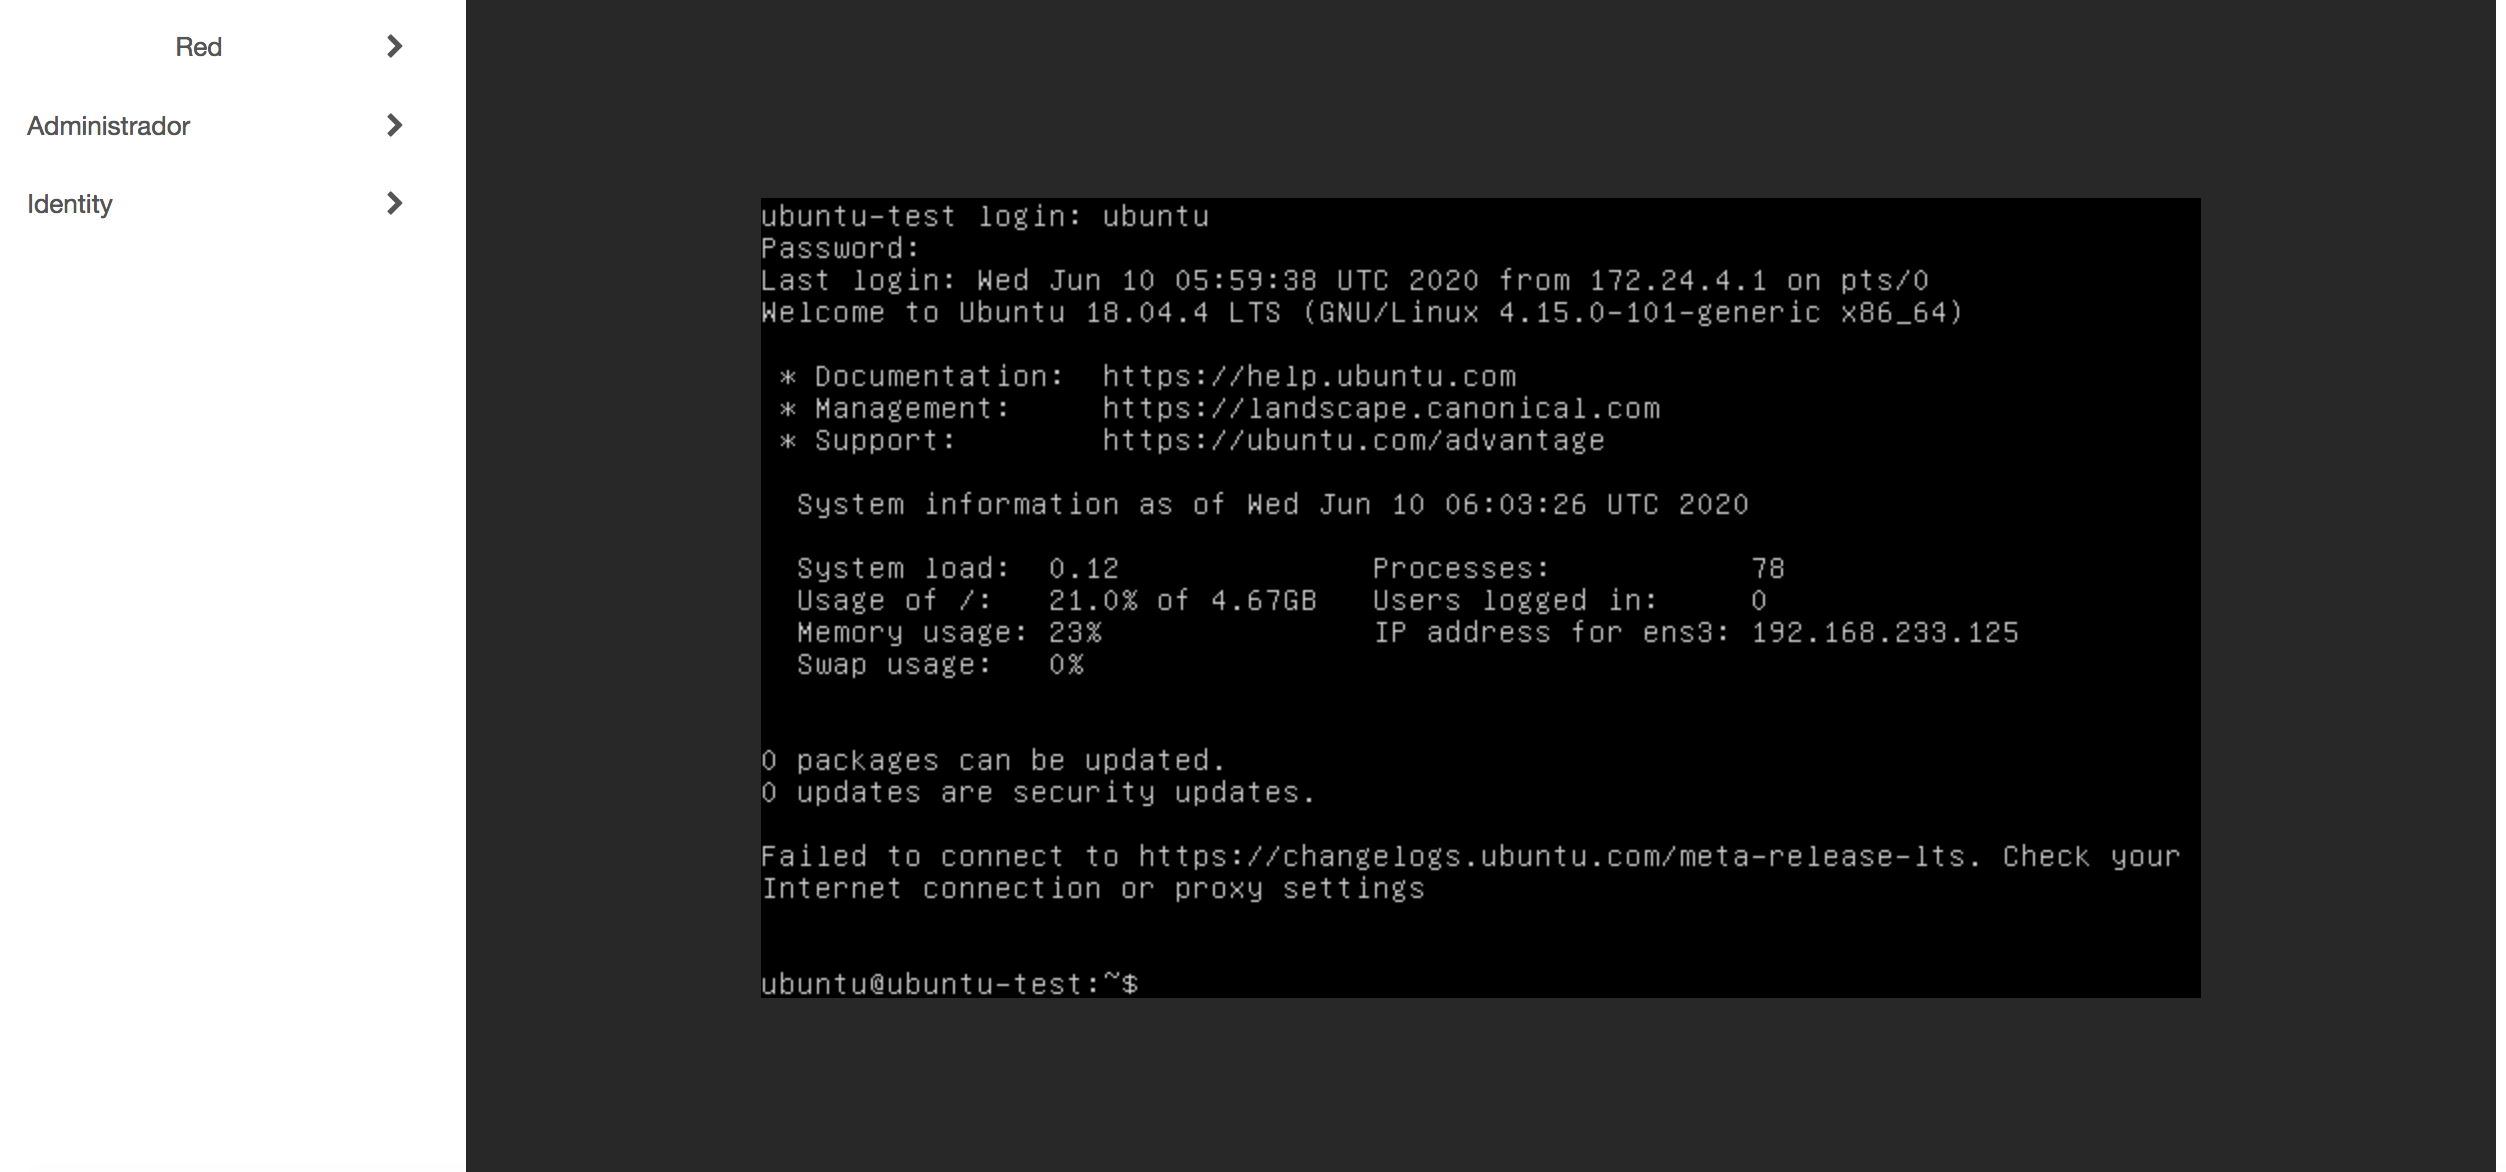 Red
Administrador
Identity
ubuntu-test login: ubuntu
Password:
Last login: Wed Jun 10 05:59:38 UTC 2020 from 172.24.4.1 on pts/0
Welcome to Ubuntu 18.04.4 LTS (GNU/Linux 4.15.0-101-generic x86_64)
* Documentation:  https://help.ubuntu.com
* Management:     https://landscape.canonical.com
* Support:        https://ubuntu.com/advantage
System information as of Wed Jun 10 06:03:26 UTC 2020
System load:  0.12              Processes:           78
Usage of /:   21.0% of 4.67GB   Users logged in:     0
Memory usage: 23%               IP address for ens3: 192.168.233.125
Swap usage:   0%
0 packages can be updated.
0 updates are security updates.
Failed to connect to https://changelogs.ubuntu.com/meta-release-lts. Check your
Internet connection or proxy settings
ubuntu@ubuntu-test:~$